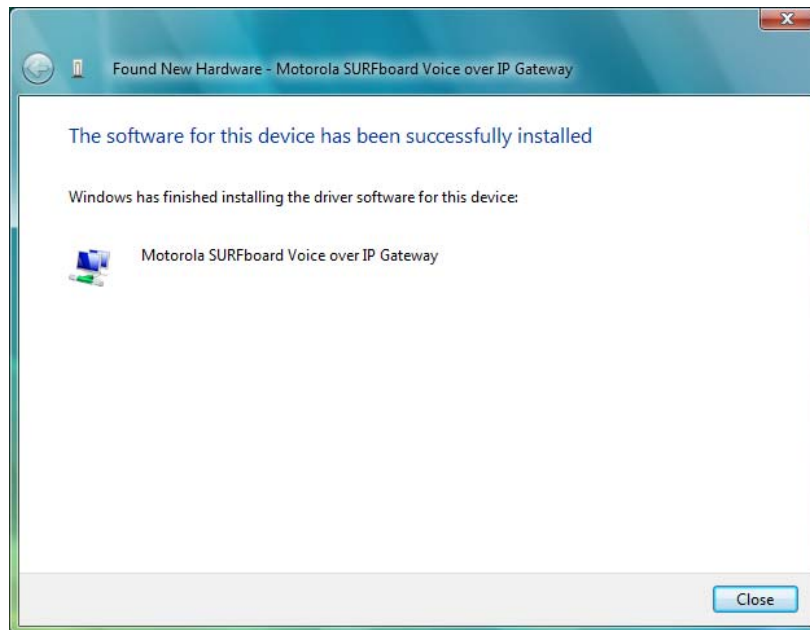 Found New Hardware - Motorola SURFboard Voice over IP Gateway
The software for this device has been successfully installed
Windows has finished installing the driver software for this device:
Motorola SURFboard Voice over IP Gateway
Close